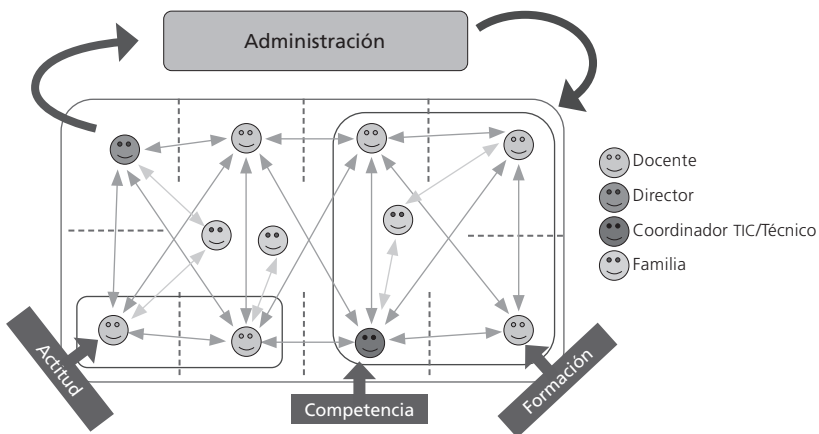 Administración
Docente
Director
Coordinador TIC/Técnico
Familia
Actitud
Competencia
Formación